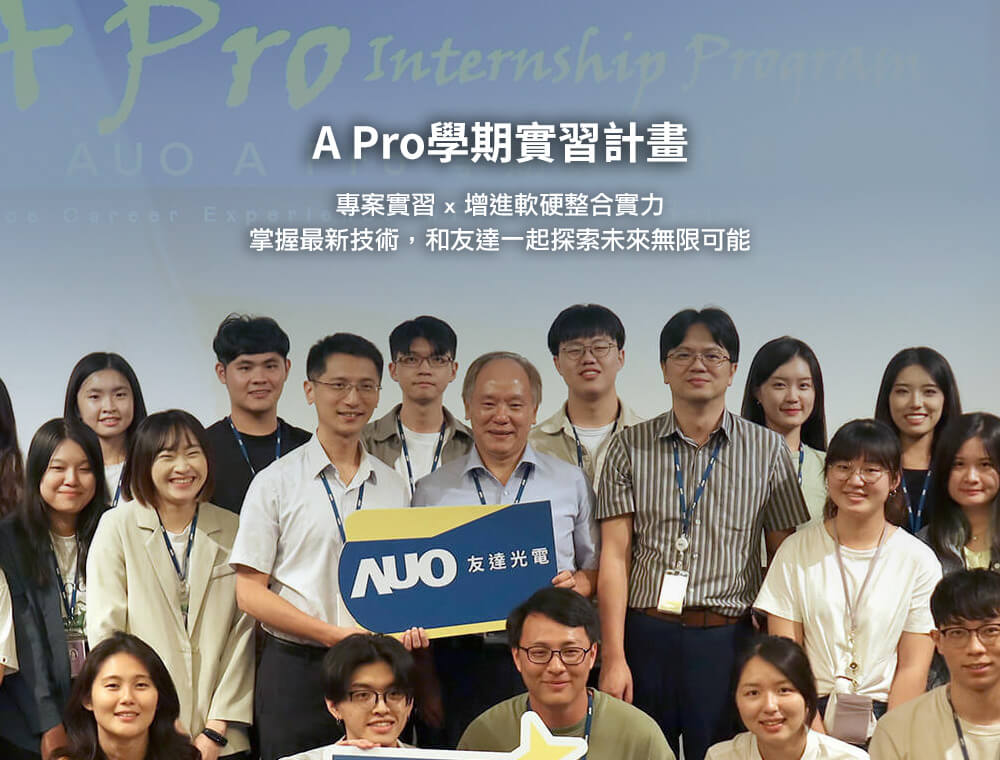 A Pro Internship Program
A Pro學期實習計畫
AUO A Pro
專案實習 x 增進軟硬整合實力
掌握最新技術，和友達一起探索未來無限可能
AUO 友達光電